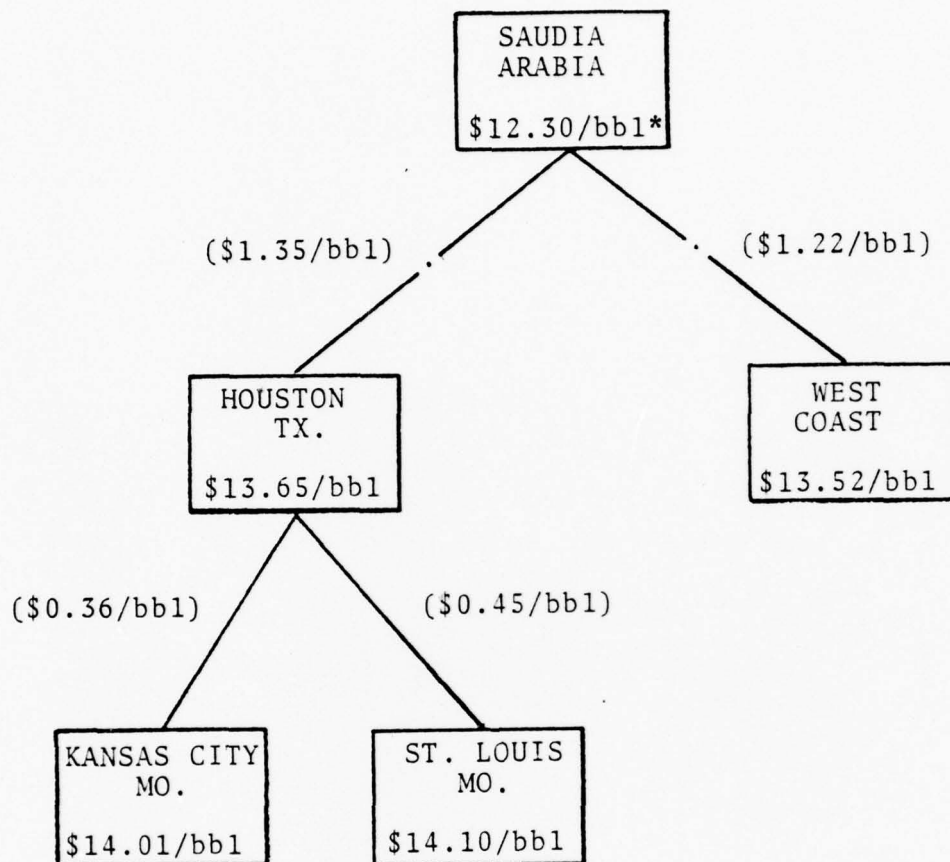 SAUDIA
ARABIA
$12.30/bbl*
($1.35/bbl)
($1.22/bbl)
HOUSTON
TX.
$13.65/bbl
WEST
COAST
$13.52/bbl
($0.36/bbl)
($0.45/bbl)
KANSAS CITY
MO.
$14.01/bbl
ST. LOUIS
MO.
$14.10/bbl